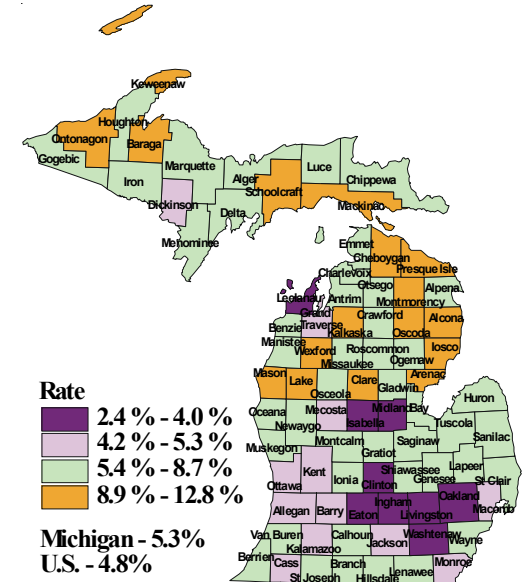 Keweenaw
Houghton
Ontonagon
Baraga
Gogebic
Marquette
Luce
Alger
Chippewa
Iron
Schoolcraft
Dickinson
Mackinac
Delta
Menominee
Emmet
Cheboygan
Presque Isle
Charlevoix
Otsego
Alpena
Leelanau
Antrim
Montmorency
Grand
Traverse
Crawford
Alcona
Benzie
Kalkaska
Oscoda
Manistee
Wexford
Roscommon
Iosco
Missaukee
Ogemaw
Mason
Lake
Clare
Arenac
Osceola
Gladwin
Huron
Oceana
Mecosta
Isabella
Midland
Bay
Newaygo
Tuscola
Sanilac
Muskegon
Montcalm
Saginaw
Gratiot
Kent
Ionia
Shiawassee
Lapeer
Ottawa
Clinton
Genesee
St Clair
Allegan
Barry
Eaton
Ingham
Livingston
Oakland
Macomb
Van Buren
Calhoun
Jackson
Washtenaw
Wayne
Kalamazoo
Berrien
Cass
Branch
Lenawee
Monroe
St Joseph
Hillsdale
Rate
2.4 % - 4.0 %
4.2 % - 5.3 %
5.4 % - 8.7 %
8.9 % - 12.8 %
Michigan - 5.3%
U.S. - 4.8%